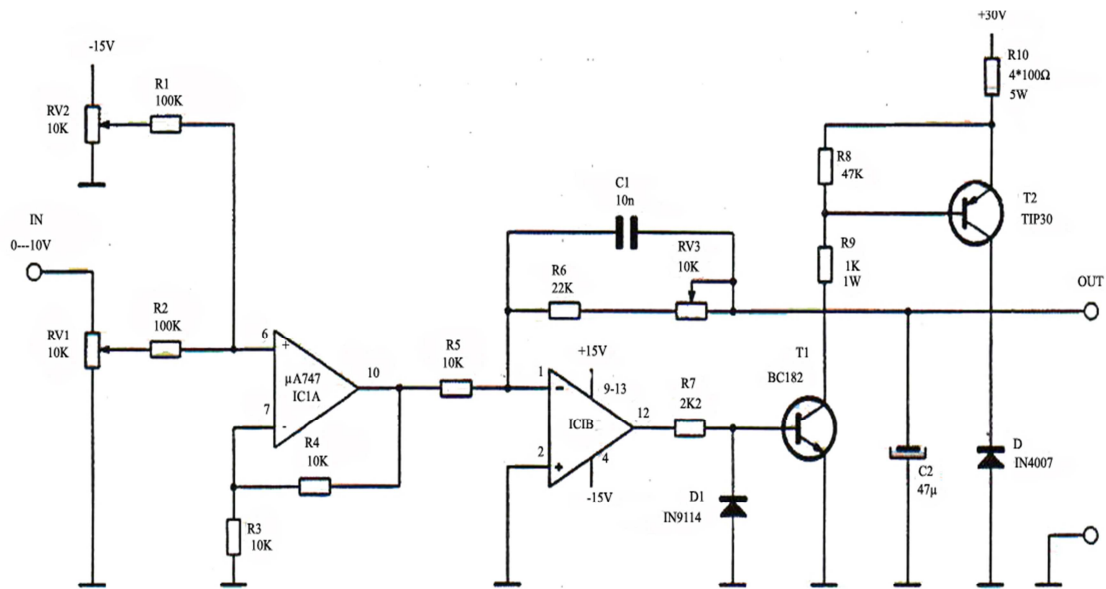 +30V
R10
4*100Ω
5W
-15V
R1
100K
RV2
10K
R8
47K
C1
10n
T2
TIP30
IN
0---10V
RV3
10K
R9
1K
1W
R6
22K
OUT
R2
100K
RV1
10K
6
+
µA747
IC1A
10
7
-
R5
10K
+15V
9-13
1
-
ICIB
12
2
+
4
-15V
R7
2K2
T1
BC182
R4
10K
R3
10K
D1
IN9114
C2
47µ
D
IN4007